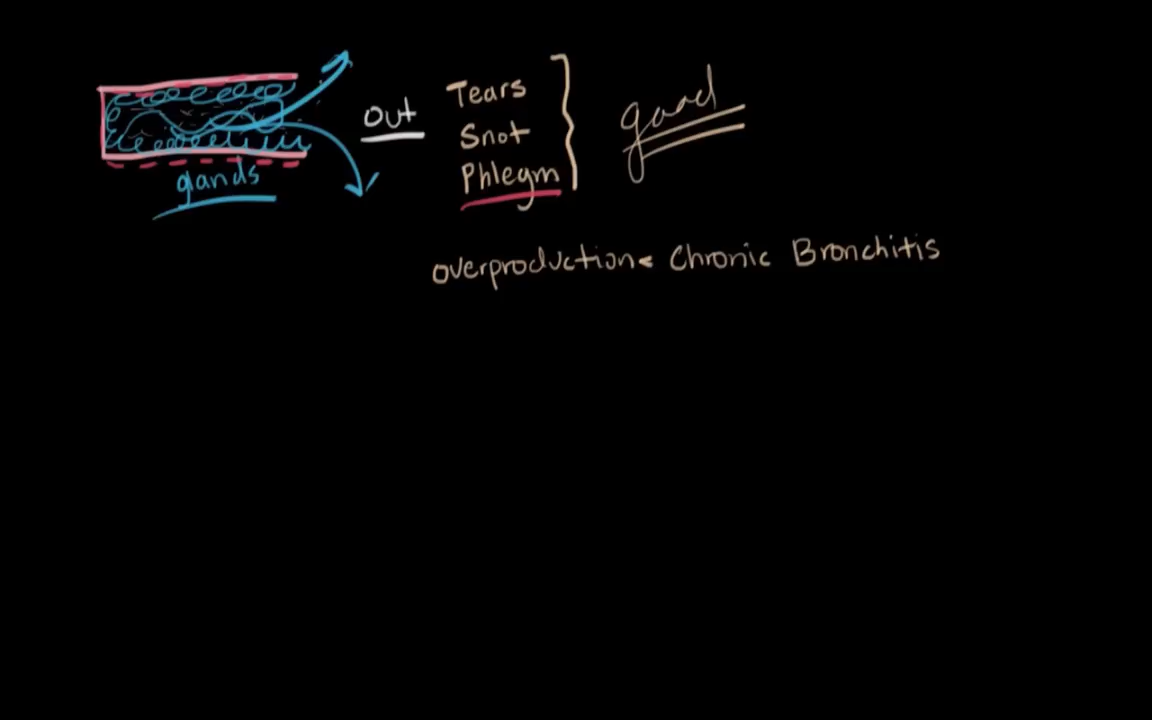 Out
Tears
Snot
Phlegm
good
glands
overproduction < Chronic Bronchitis